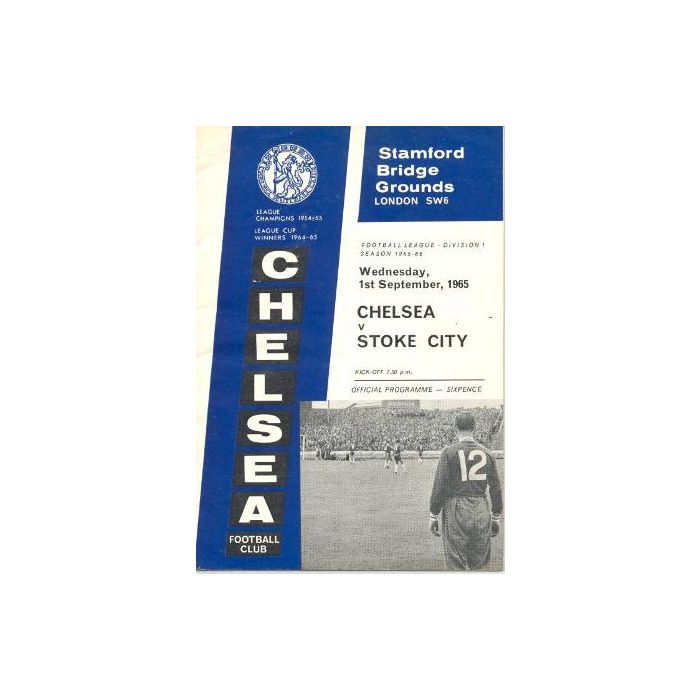 LEAGUE
CHAMPIONS 1954-55
LEAGUE CUP
WINNERS 1964-65
CHELSEA
FOOTBALL
CLUB
Stamford
Bridge
Grounds
LONDON SW6
FOOTBALL LEAGUE - DIVISION 1
SEASON 1965-66
Wednesday,
1st September, 1965
CHELSEA
v
STOKE CITY
KICK-OFF 7.30 p.m.
OFFICIAL PROGRAMME — SIXPENCE
12